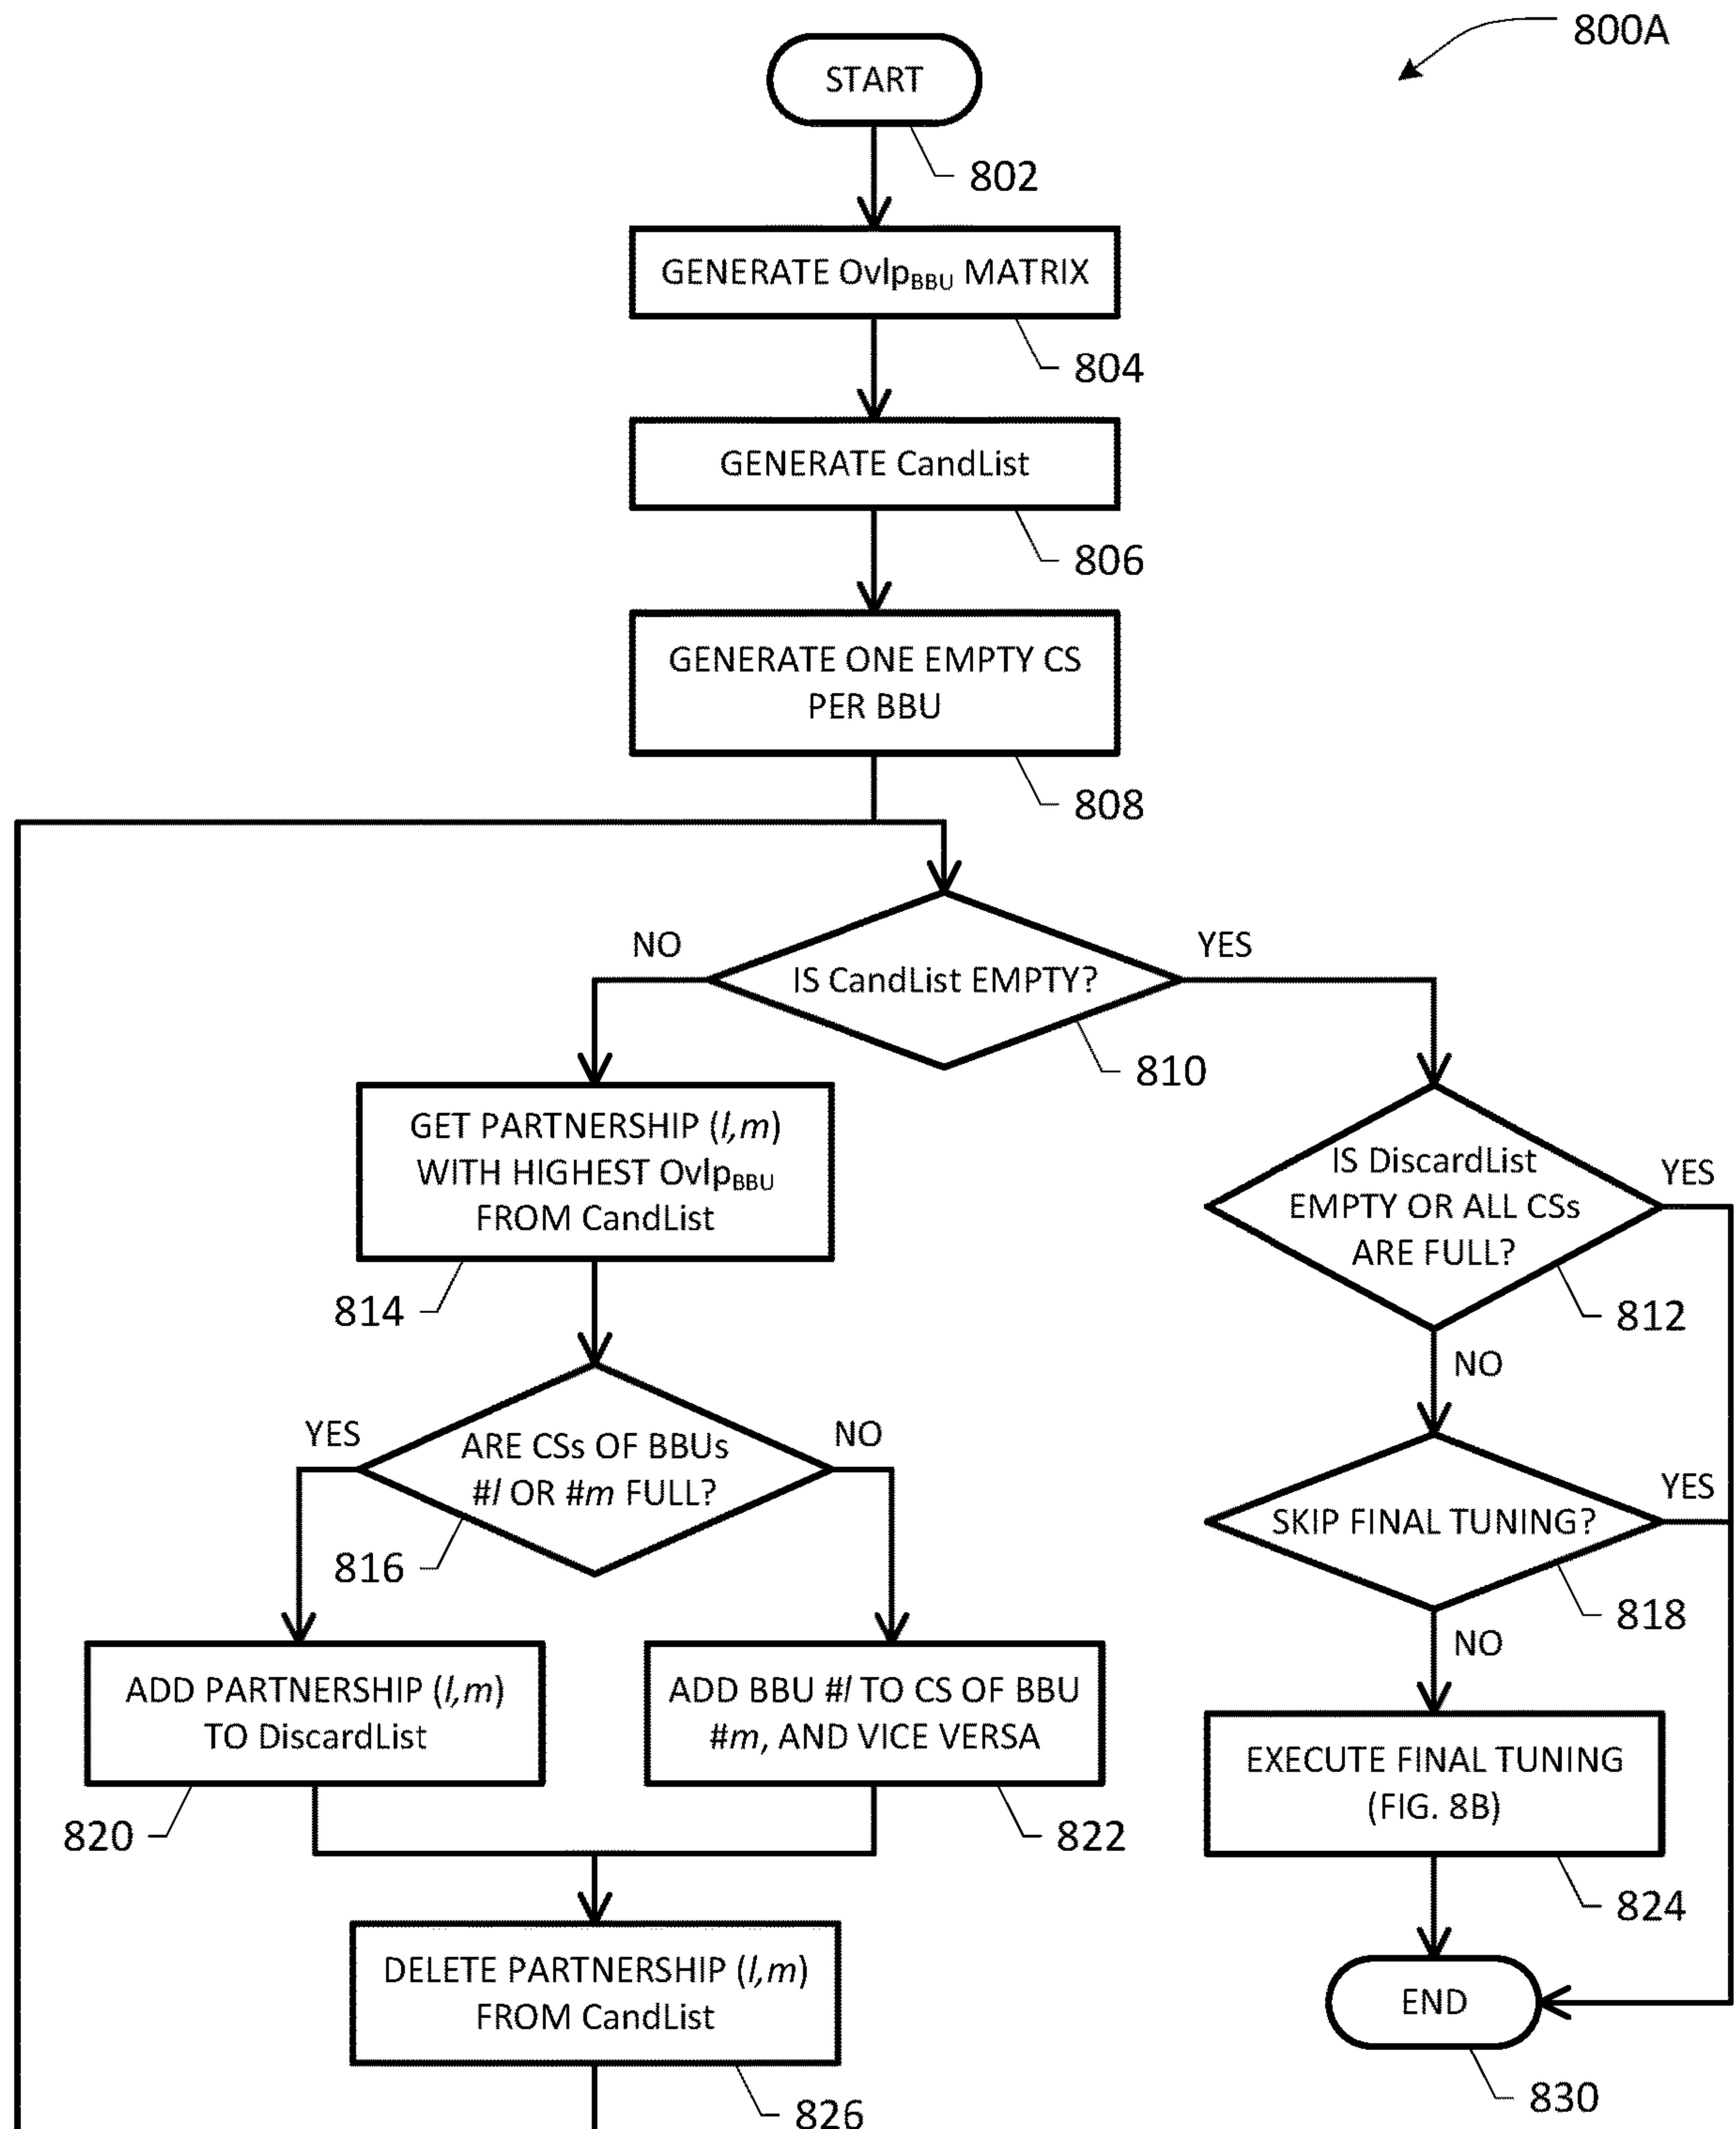 800A
START
802
GENERATE OvlpBBU MATRIX
804
GENERATE CandList
806
GENERATE ONE EMPTY CS
PER BBU
808
NO
YES
IS CandList EMPTY?
810
GET PARTNERSHIP (l,m)
WITH HIGHEST OvlpBBU
FROM CandList
814
IS DiscardList
EMPTY OR ALL CSs
ARE FULL?
YES
812
NO
YES
NO
ARE CSs OF BBUs
#l OR #m FULL?
816
SKIP FINAL TUNING?
YES
818
NO
ADD PARTNERSHIP (l,m)
TO DiscardList
820
ADD BBU #l TO CS OF BBU
#m, AND VICE VERSA
822
EXECUTE FINAL TUNING
(FIG. 8B)
824
DELETE PARTNERSHIP (l,m)
FROM CandList
826
END
830